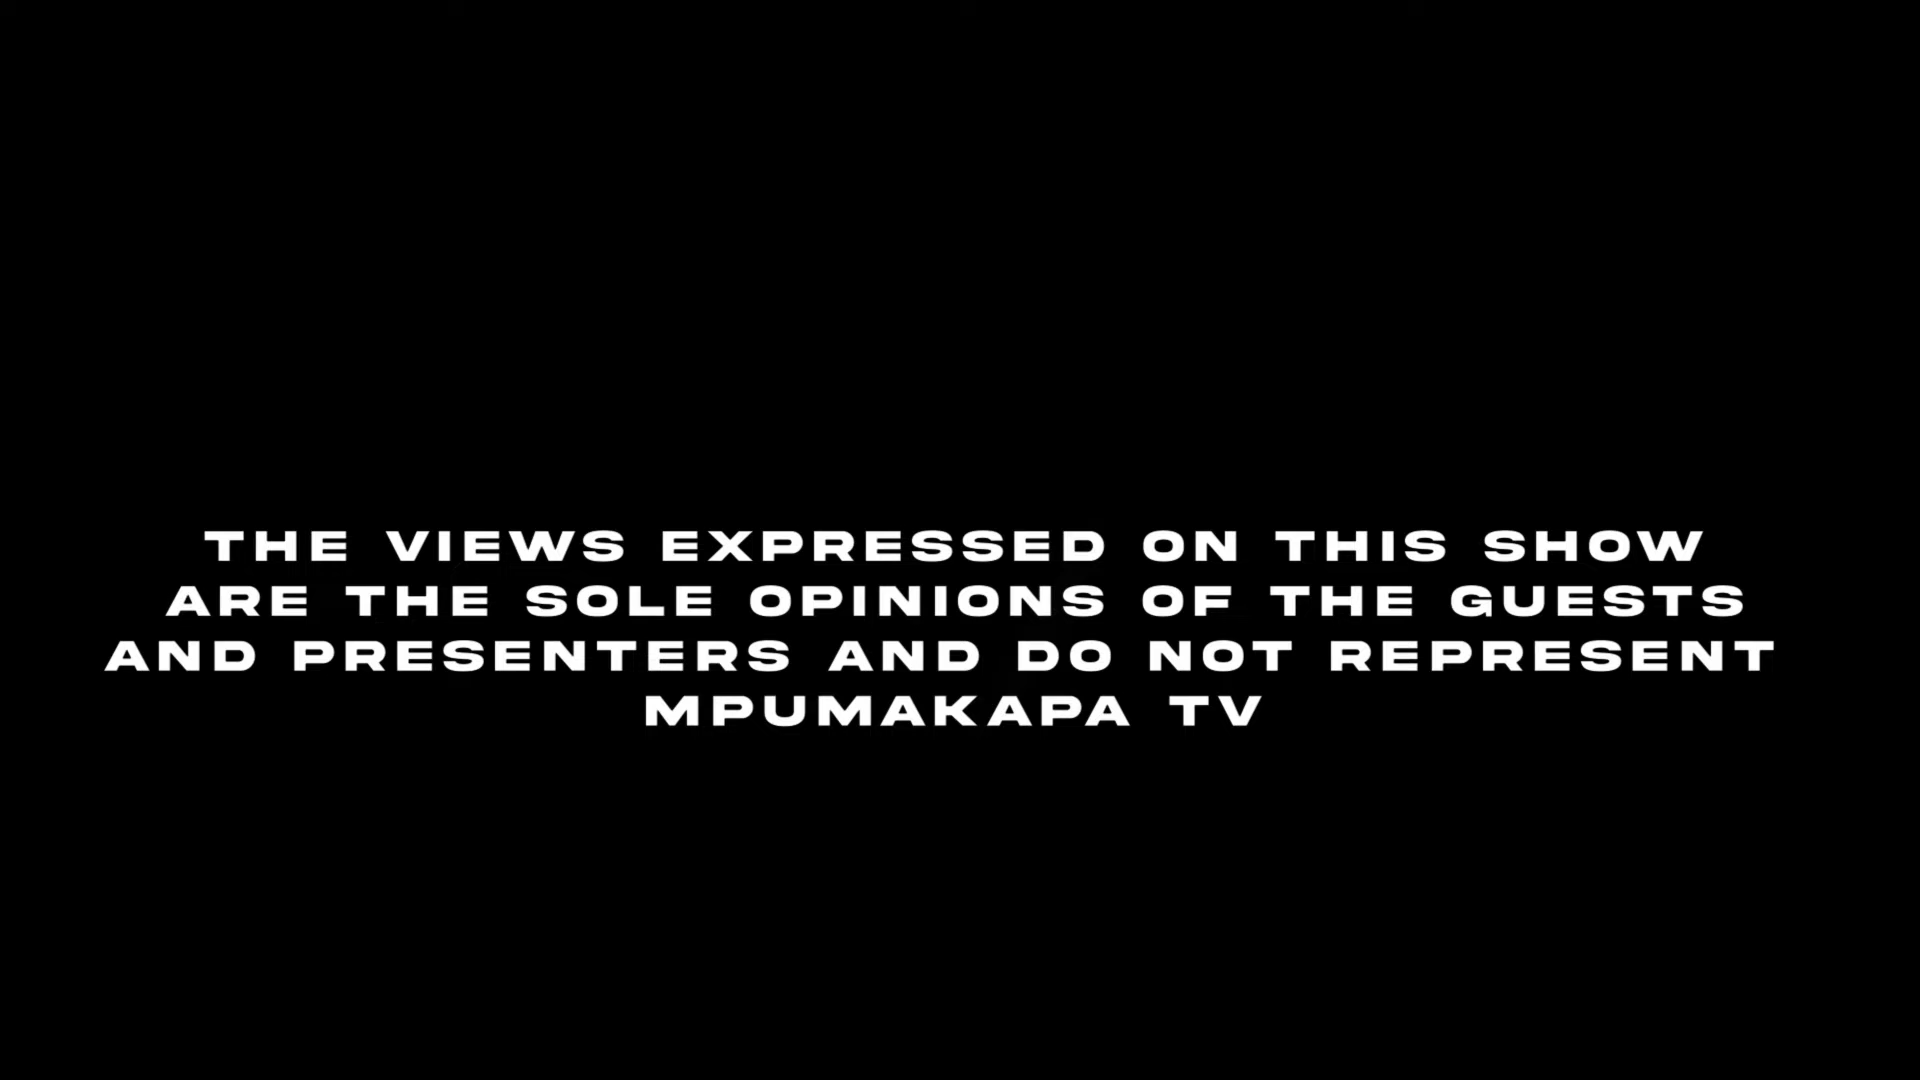 THE VIEWS EXPRESSED ON THIS SHOW
ARE THE SOLE OPINIONS OF THE GUESTS
AND PRESENTERS AND DO NOT REPRESENT
MPUMAKAPA TV